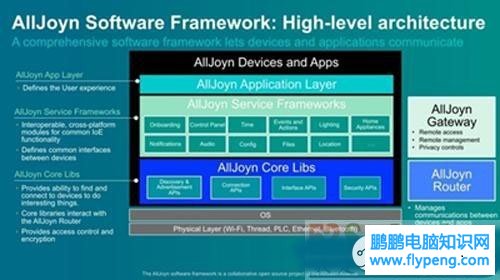 AllJoyn Software Framework: High-level architecture
A comprehensive software framework lets devices and applications communicate
AllJoyn App Layer
• Defines the User experience
AllJoyn Service Frameworks
• Interoperable, cross-platform
modules for common IoE
functionality
• Defines common interfaces
between devices
AllJoyn Core Libs
• Provides ability to find and
connect to devices to do
interesting things.
• Core libraries interact with
the AllJoyn Router
• Provides access control and
encryption
AllJoyn Devices and Apps
AllJoyn Application Layer
AllJoyn Service Frameworks
Onboarding
Control Panel
Time
Events and
Actions
Lighting
Home
Appliances
Notifications
Audio
Config
Files
Location
....
AllJoyn Core Libs
Discovery &
Advertisement
APIs
Connection
APIs
Interface APIs
Security APIs
OS
Physical Layer (Wi-Fi, Thread, PLC, Ethernet, Bluetooth)
AllJoyn
Gateway
• Remote access
• Remote management
• Privacy controls
AllJoyn
Router
• Manages
communications between
devices and apps
The AllJoyn software framework is a collaborative open source project
鹏鹏电脑知识网
www.flypeng.com